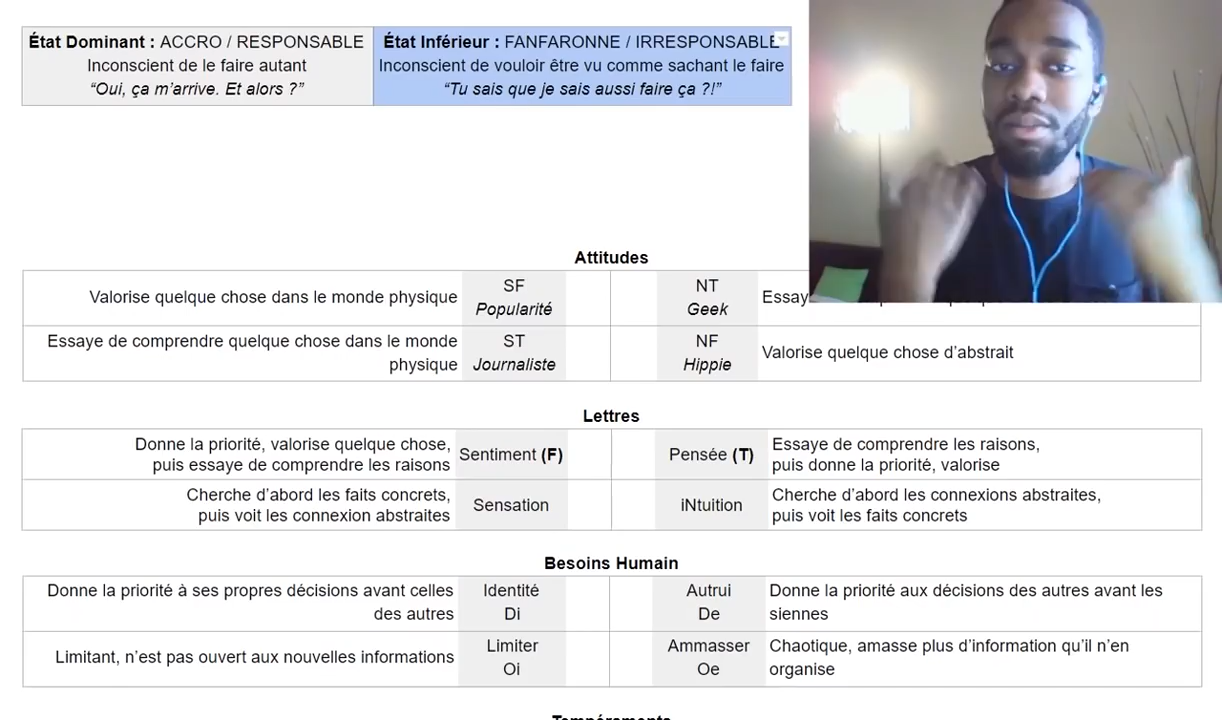 État Dominant : ACCRO / RESPONSABLE
Inconscient de le faire autant
“Oui, ça m’arrive. Et alors ?”
État Inférieur : FANFARONNE / IRRESPONSABLE
Inconscient de vouloir être vu comme sachant le faire
“Tu sais que je sais aussi faire ça ?!”
Attitudes
Valorise quelque chose dans le monde physique
SF
Popularité
NT
Geek
Essaye de comprendre quelque chose dans le monde
physique
ST
Journaliste
NF
Hippie
Valorise quelque chose d’abstrait
Lettres
Donne la priorité, valorise quelque chose,
puis essaye de comprendre les raisons
Sentiment (F)
Pensée (T)
Essaye de comprendre les raisons,
puis donne la priorité, valorise
Cherche d’abord les faits concrets,
puis voit les connexion abstraites
Sensation
iNtuition
Cherche d’abord les connexions abstraites,
puis voit les faits concrets
Besoins Humain
Donne la priorité à ses propres décisions avant celles
des autres
Identité
Di
Autrui
De
Donne la priorité aux décisions des autres avant les
siennes
Limitant, n’est pas ouvert aux nouvelles informations
Limiter
Oi
Ammasser
Oe
Chaotique, amasse plus d’information qu’il n’en
organise